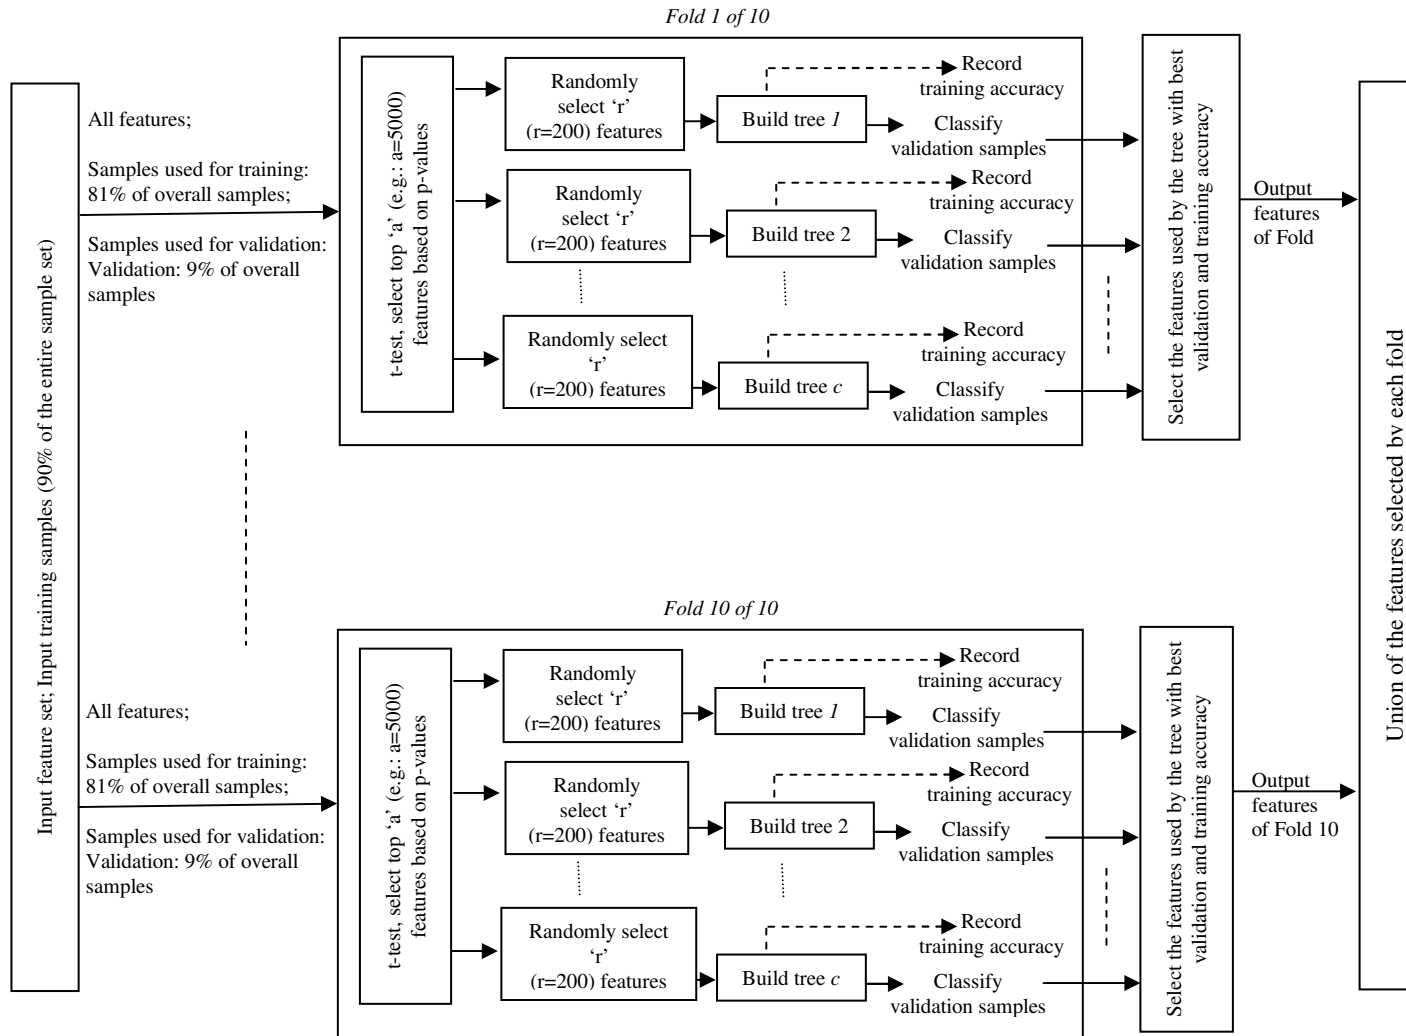 Fold 1 of 10
Input feature set; Input training samples (90% of the entire sample set)
All features;
Samples used for training:
81% of overall samples;
Samples used for validation:
Validation: 9% of overall
samples
t-test, select top ‘a’ (e.g.: a=5000)
features based on p-values
Randomly
select ‘r’
(r=200) features
Build tree 1
Record
training accuracy
Classify
validation samples
Randomly
select ‘r’
(r=200) features
Build tree 2
Record
training accuracy
Classify
validation samples
Randomly select
‘r’
(r=200) features
Build tree c
Record
training accuracy
Classify
validation samples
Select the features used by the tree with best
validation and training accuracy
Output
features
of Fold
Union of the features selected by each fold
Fold 10 of 10
All features;
Samples used for training:
81% of overall samples;
Samples used for validation:
Validation: 9% of overall
samples
t-test, select top ‘a’ (e.g.: a=5000)
features based on p-values
Randomly
select ‘r’
(r=200) features
Build tree 1
Record
training accuracy
Classify
validation samples
Randomly
select ‘r’
(r=200) features
Build tree 2
Record
training accuracy
Classify
validation samples
Randomly select
‘r’
(r=200) features
Build tree c
Record
training accuracy
Classify
validation samples
Select the features used by the tree with best
validation and training accuracy
Output
features
of Fold 10